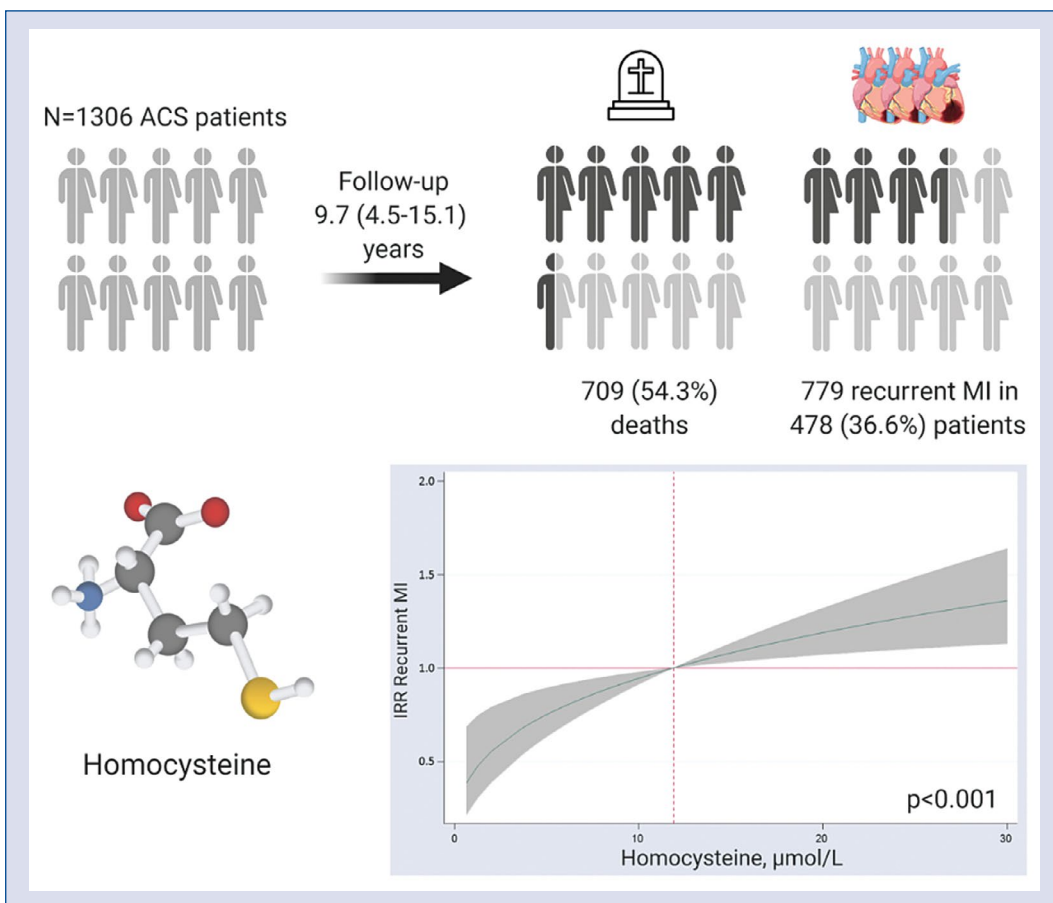 N=1306 ACS patients
Follow-up
9.7 (4.5-15.1)
years
709 (54.3%)
deaths
779 recurrent MI in
478 (36.6%) patients
Homocysteine
IRR Recurrent MI
2.0
1.5
1.0
0.5
p<0.001
0
10
20
30
Homocysteine, μmol/L